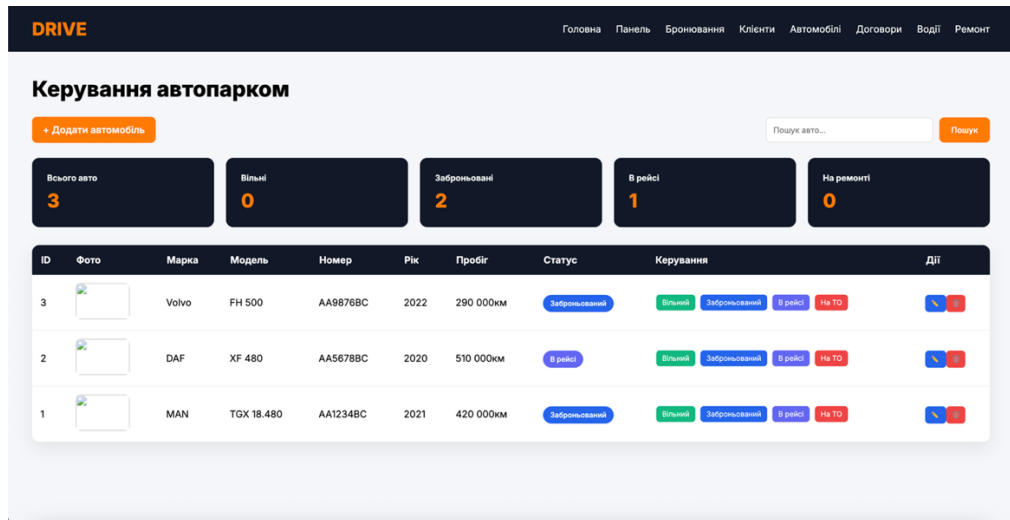 DRIVE
Головна Панель Бронювання Клієнти Автомобілі Договори Водії Ремонт
Керування автопарком
+ Додати автомобіль
Пошук авто...
Пошук
Всього авто Вільні Заброньовані В рейсі На ремонті
3 0 2 1 0
ID Фото Марка Модель Номер Рік Пробіг Статус Керування Дії
3 Volvo FH 500 AA9876BC 2022 290 000км Заброньований Вільний Заброньований В рейсі На ТО
2 DAF XF 480 AA5678BC 2020 510 000км В рейсі Вільний Заброньований В рейсі На ТО
1 MAN TGX 18.480 AA1234BC 2021 420 000км Заброньований Вільний Заброньований В рейсі На ТО